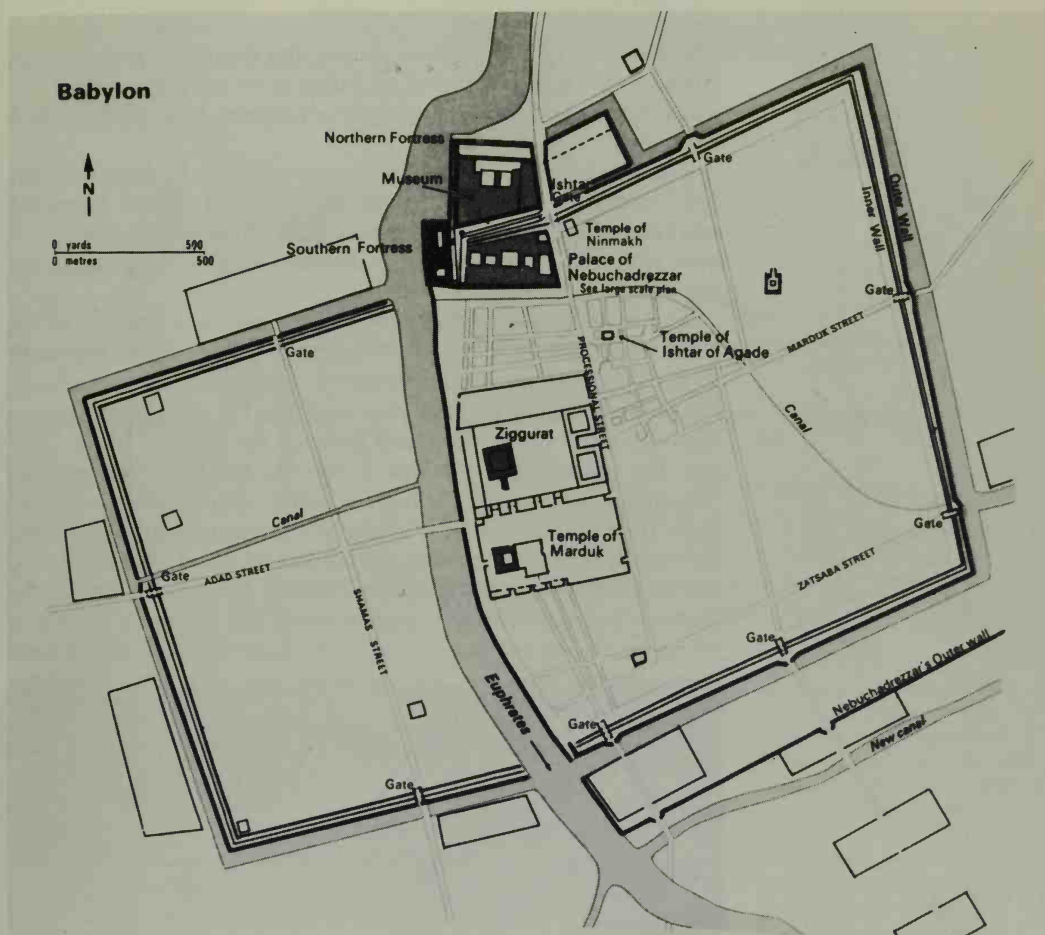 Babylon
N
0 yards 590
0 metres 500
Northern Fortress
Museum
Ishtar
Gate
Southern Fortress
Temple of
Ninmakh
Palace of
Nebuchadrezzar
See large scale plan
Gate
Outer Wall
Inner Wall
Gate
MARDUK STREET
Temple of
Ishtar of Agade
PROCESSIONAL STREET
Canal
Gate
Ziggurat
Temple of
Marduk
Canal
Gate
ADAD STREET
SHAMAS STREET
Gate
ZATSABA STREET
Gate
Euphrates
Gate
Gate
Nebuchadrezzar's Outer wall
New canal